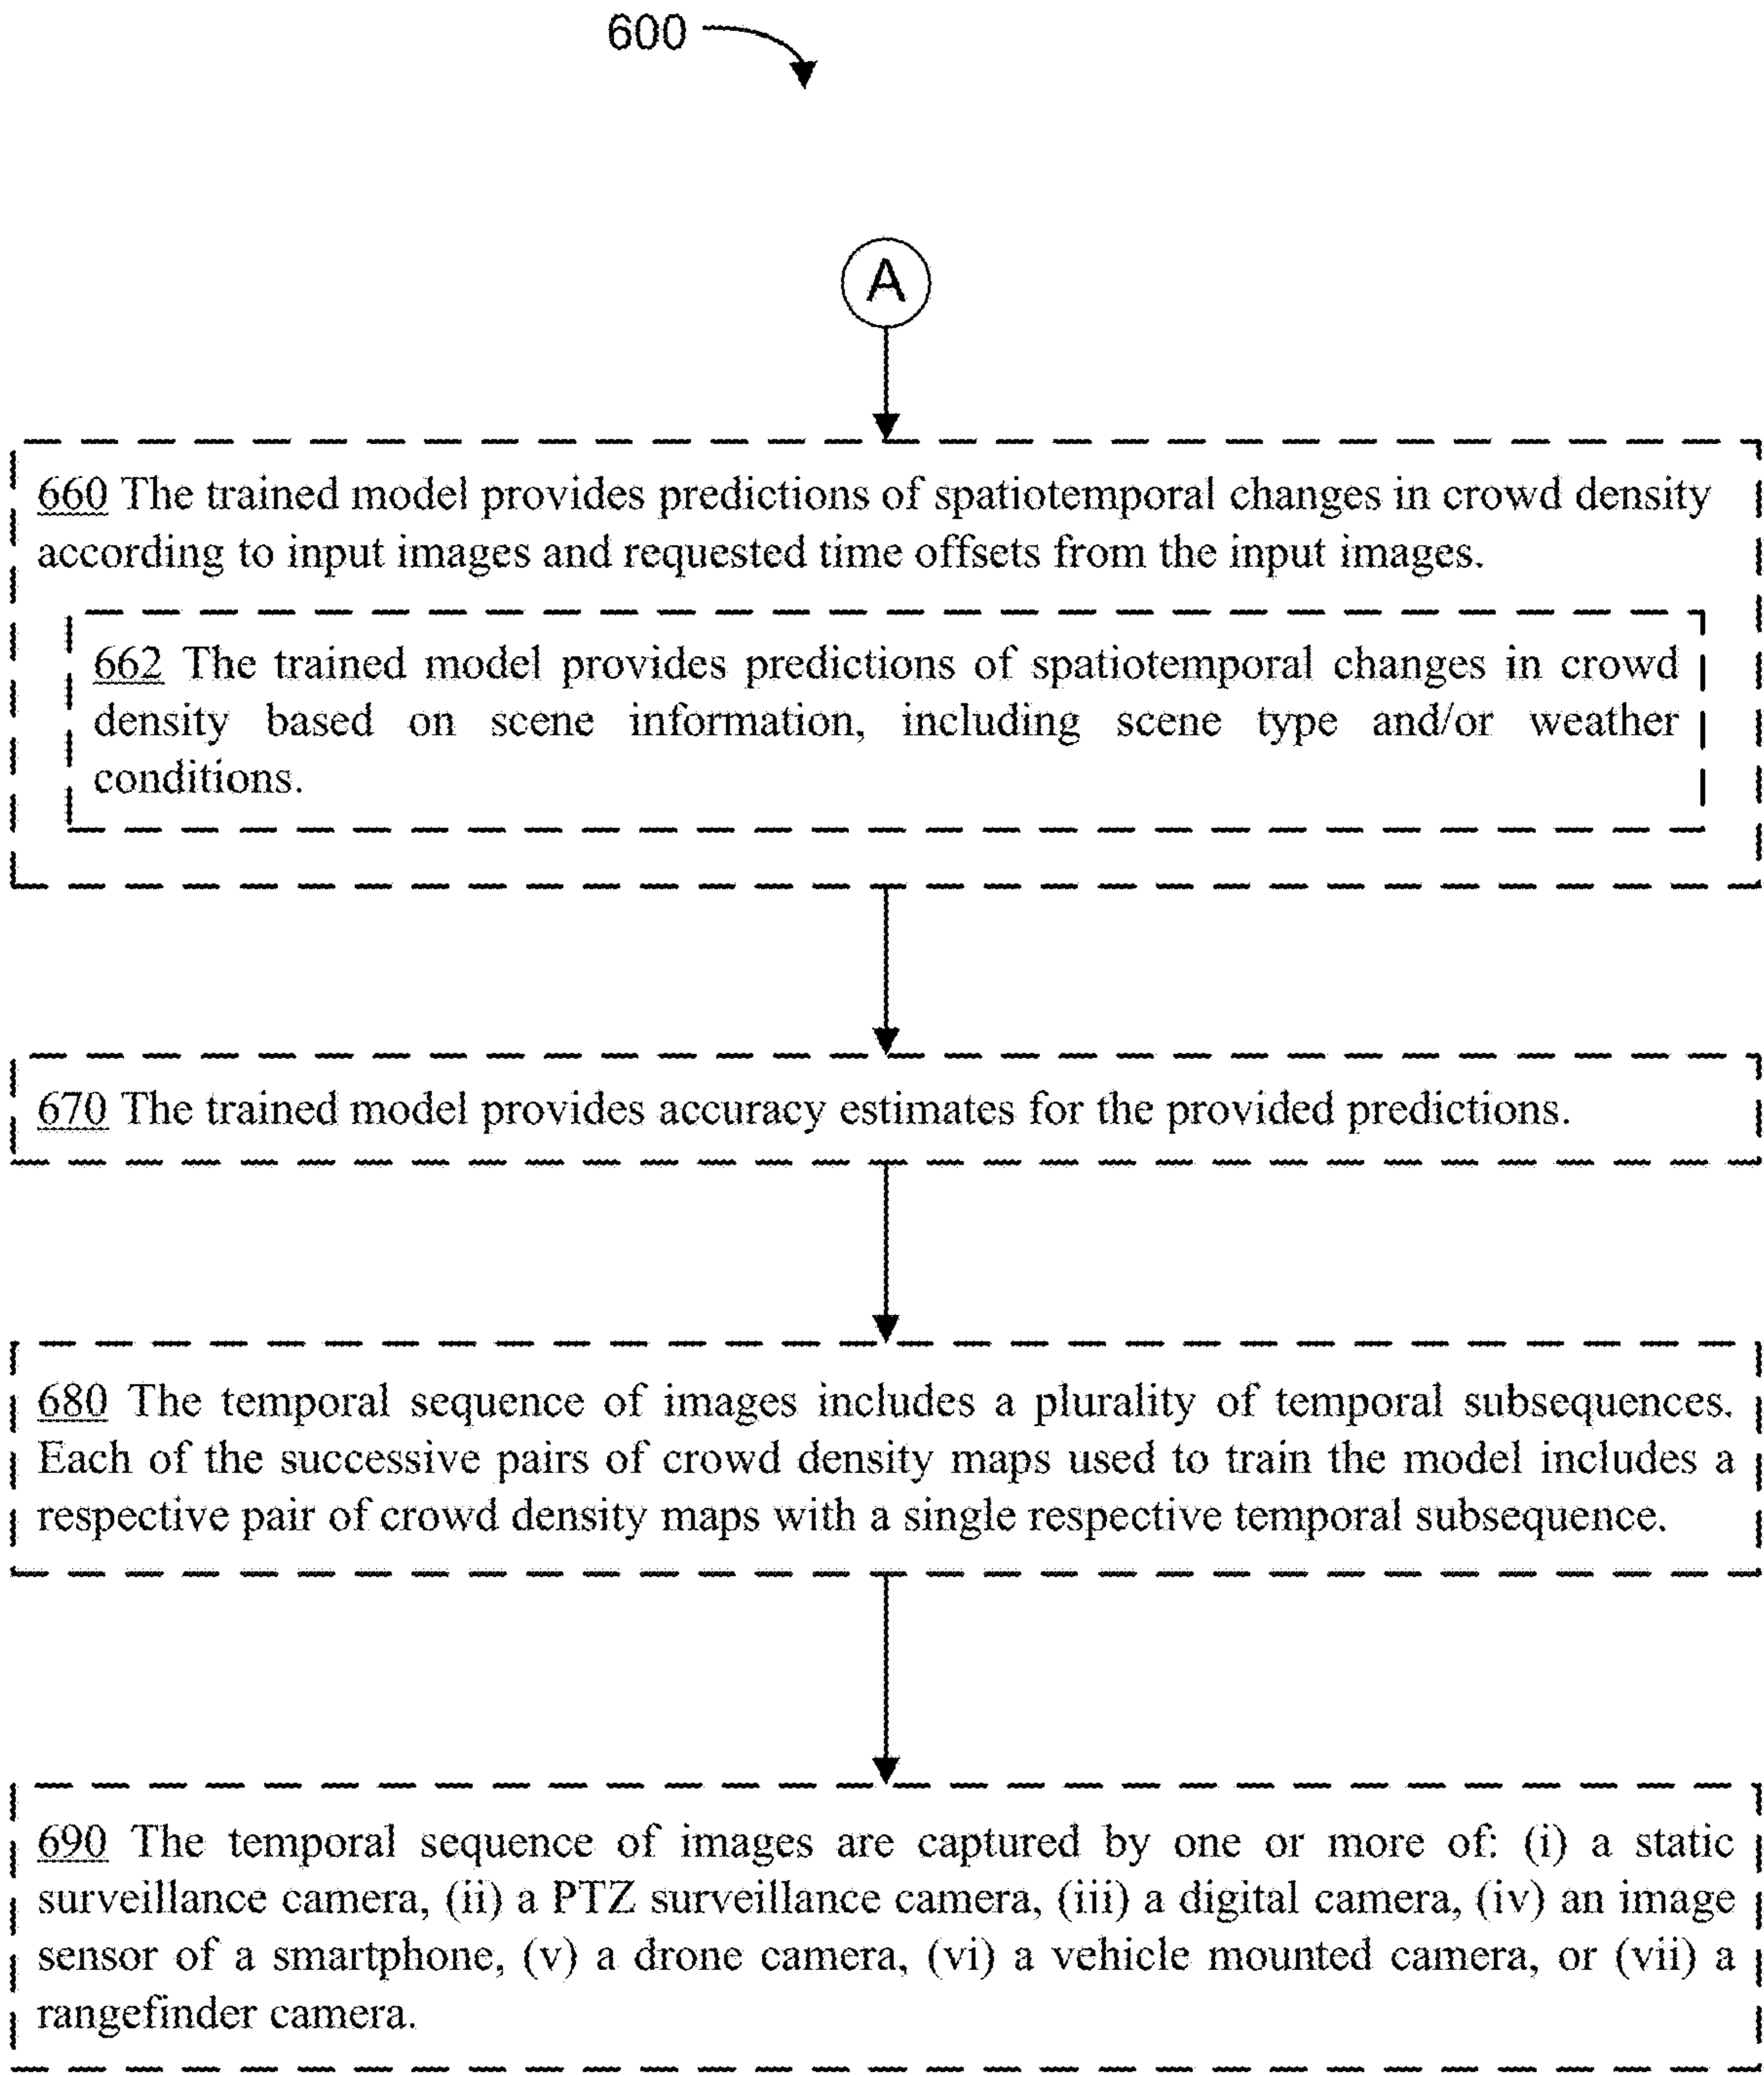 600
A
660 The trained model provides predictions of spatiotemporal changes in crowd density
according to input images and requested time offsets from the input images.
662 The trained model provides predictions of spatiotemporal changes in crowd
density based on scene information, including scene type and/or weather
conditions.
670 The trained model provides accuracy estimates for the provided predictions.
680 The temporal sequence of images includes a plurality of temporal subsequences.
Each of the successive pairs of crowd density maps used to train the model includes a
respective pair of crowd density maps with a single respective temporal subsequence.
690 The temporal sequence of images are captured by one or more of: (i) a static
surveillance camera, (ii) a PTZ surveillance camera, (iii) a digital camera, (iv) an image
sensor of a smartphone, (v) a drone camera, (vi) a vehicle mounted camera, or (vii) a
rangefinder camera.